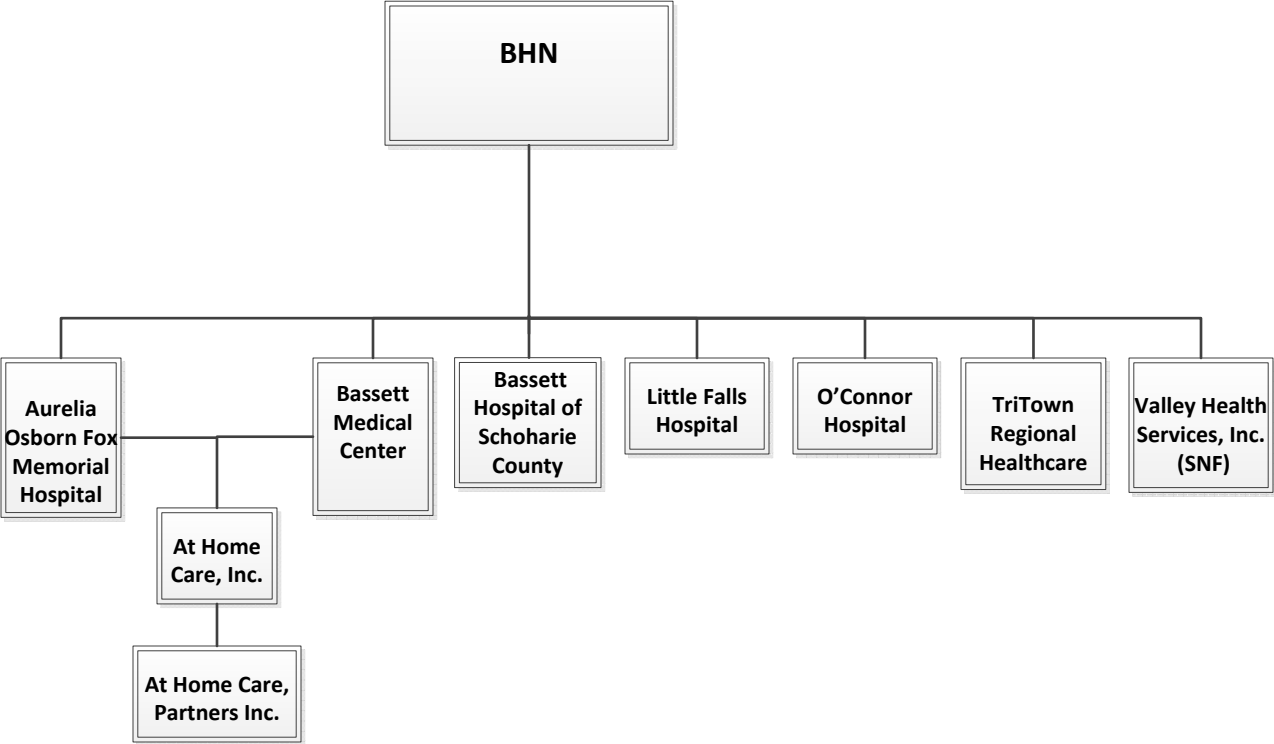 BHN
Aurelia
Osborn Fox
Memorial
Hospital
Bassett
Medical
Center
Bassett
Hospital of
Schoharie
County
Little Falls
Hospital
O’Connor
Hospital
TriTown
Regional
Healthcare
Valley Health
Services, Inc.
(SNF)
At Home
Care, Inc.
At Home Care,
Partners Inc.